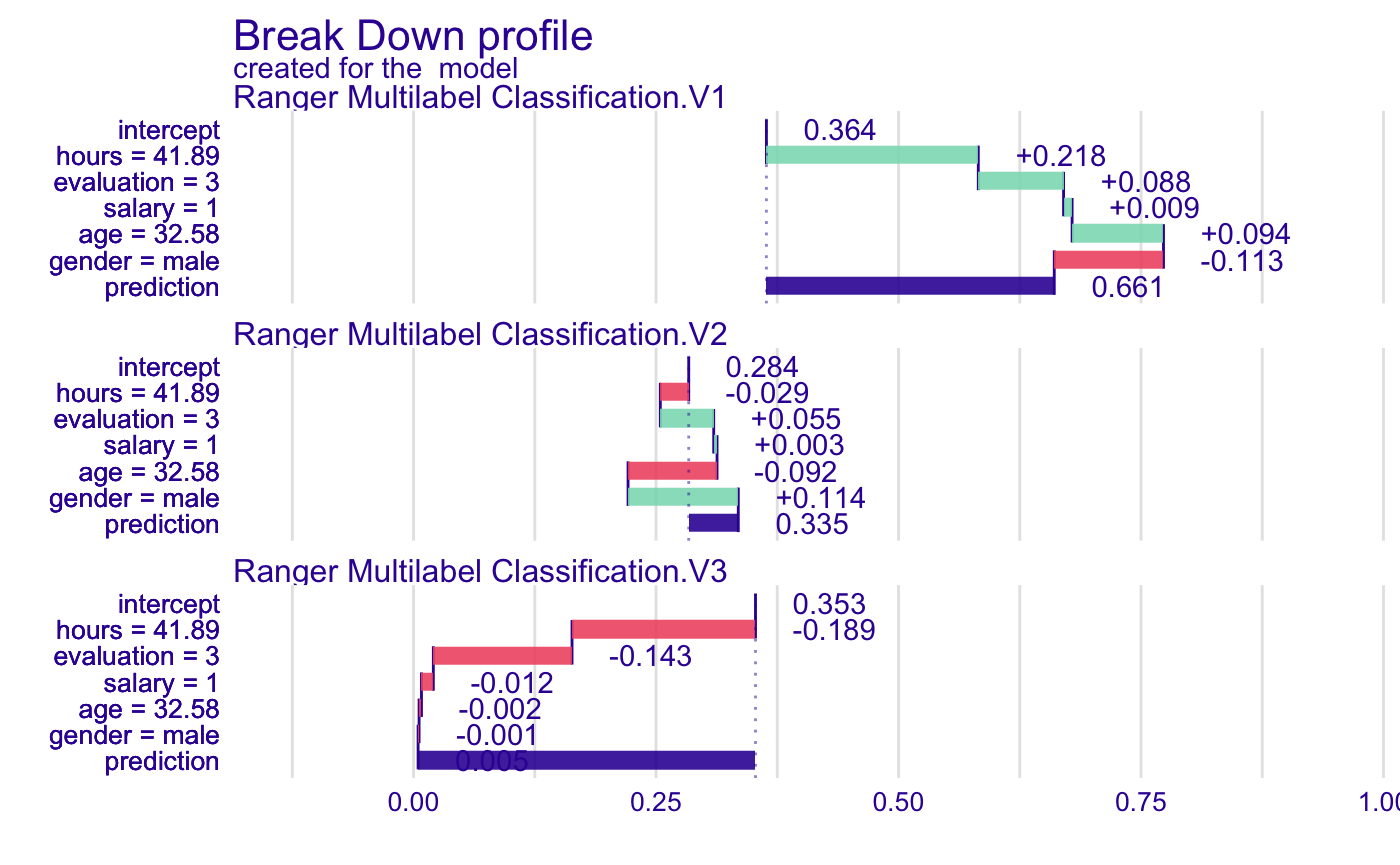 Break Down profile
created for the  model
Ranger Multilabel Classification.V1
intercept 0.364
hours = 41.89 +0.218
evaluation = 3 +0.088
salary = 1 +0.009
age = 32.58 +0.094
gender = male -0.113
prediction 0.661
Ranger Multilabel Classification.V2
intercept 0.284
hours = 41.89 -0.029
evaluation = 3 +0.055
salary = 1 +0.003
age = 32.58 -0.092
gender = male +0.114
prediction 0.335
Ranger Multilabel Classification.V3
intercept 0.353
hours = 41.89 -0.189
evaluation = 3 -0.143
salary = 1 -0.012
age = 32.58 -0.002
gender = male -0.001
prediction 0.005
0.00 0.25 0.50 0.75 1.00